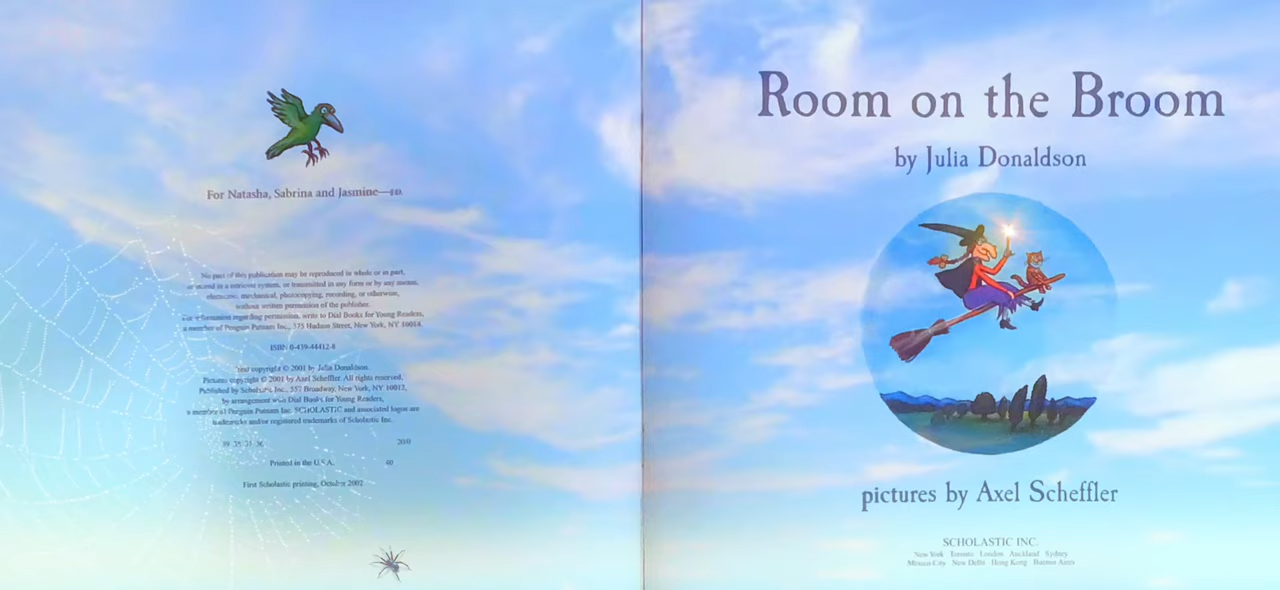 For Natasha, Sabrina and Jasmine—J.D.
No part of this publication may be reproduced in whole or in part,
or stored in a retrieval system, or transmitted in any form or by any means,
electronic, mechanical, photocopying, recording, or otherwise,
without written permission of the publisher.
For information regarding permission, write to Dial Books for Young Readers,
a member of Penguin Putnam Inc., 375 Hudson Street, New York, NY 10014.
ISBN 0-439-44412-8
Text copyright © 2001 by Julia Donaldson.
Pictures copyright © 2001 by Axel Scheffler. All rights reserved.
Published by Scholastic Inc., 557 Broadway, New York, NY 10012,
by arrangement with Dial Books for Young Readers,
a member of Penguin Putnam Inc. SCHOLASTIC and associated logos are
trademarks and/or registered trademarks of Scholastic Inc.
Printed in the U.S.A. 40
First Scholastic printing, October 2002
Room on the Broom
by Julia Donaldson
pictures by Axel Scheffler
SCHOLASTIC INC.
New York Toronto London Auckland Sydney
Mexico City New Delhi Hong Kong Buenos Aires